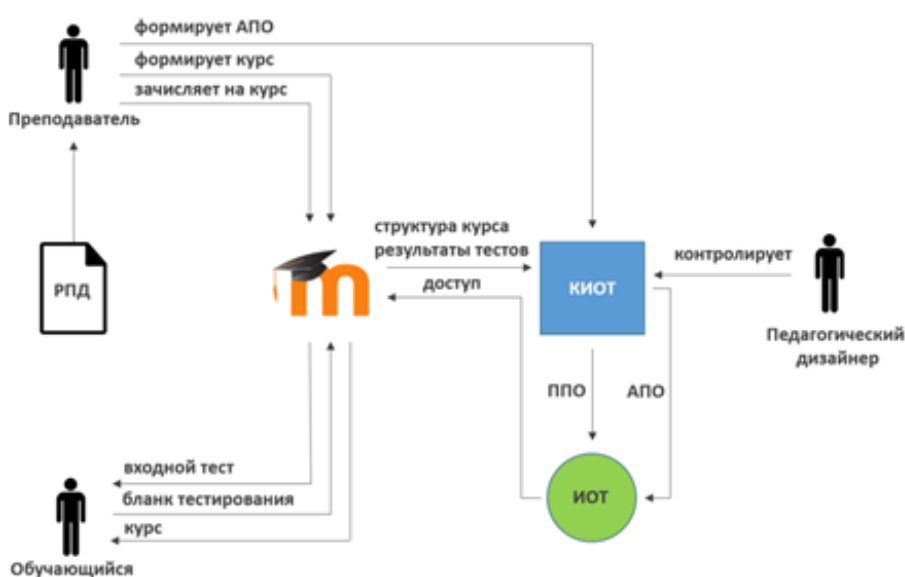 формирует АПО
формирует курс
зачисляет на курс
Преподаватель
РПД
структура курса
результаты тестов
доступ
КИОТ
контролирует
Педагогический
дизайнер
ППО
АПО
ИОТ
входной тест
бланк тестирования
курс
Обучающийся